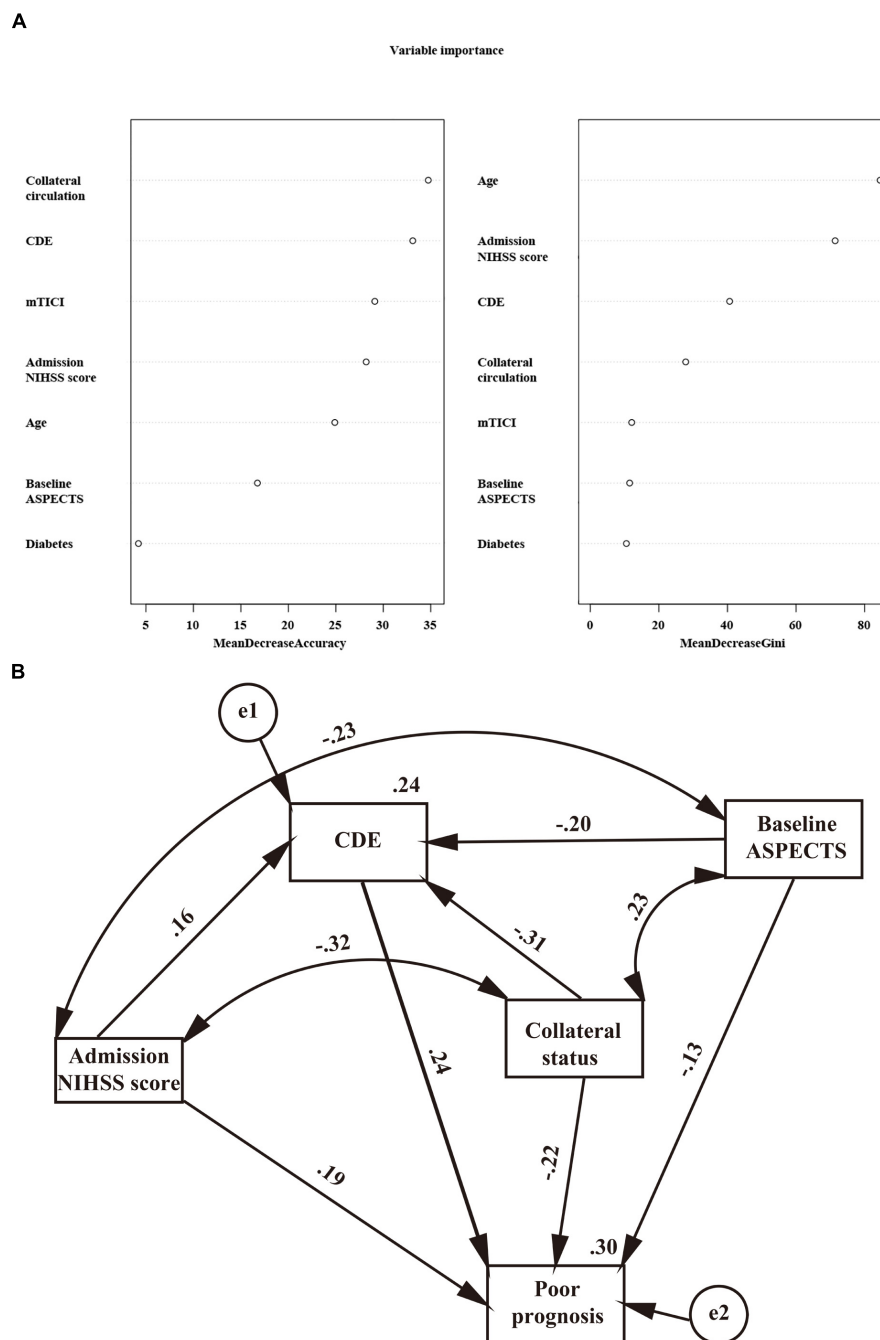 A
Variable importance
Collateral
circulation
CDE
mTICI
Admission
NIHSS score
Age
Baseline
ASPECTS
Diabetes
5 10 15 20 25 30 35
MeanDecreaseAccuracy
Age
Admission
NIHSS score
CDE
Collateral
circulation
mTICI
Baseline
ASPECTS
Diabetes
0 20 40 60 80
MeanDecreaseGini
B
e1
-.23
.24
CDE
-.20
Baseline
ASPECTS
.16
-.32
-.31
.23
Collateral
status
Admission
NIHSS score
.24
-.13
-.22
.19
.30
Poor
prognosis
e2